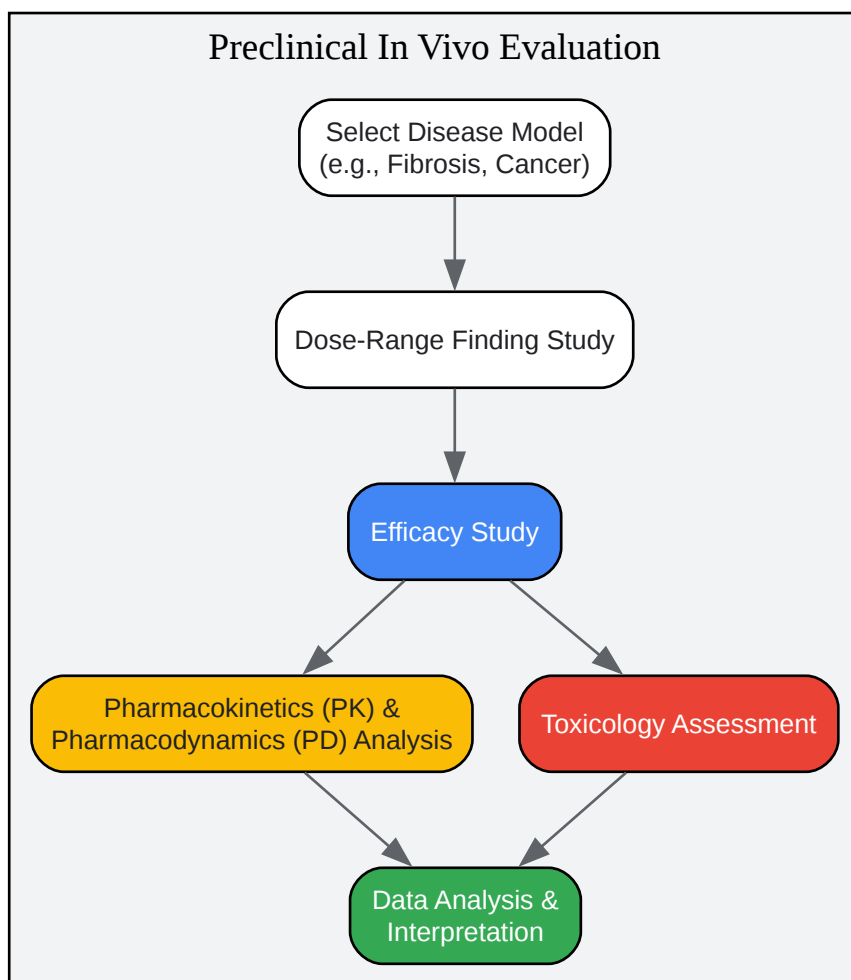 Preclinical In Vivo Evaluation
Select Disease Model
(e.g., Fibrosis, Cancer)
Dose-Range Finding Study
Efficacy Study
Pharmacokinetics (PK) &
Pharmacodynamics (PD) Analysis
Toxicology Assessment
Data Analysis &
Interpretation